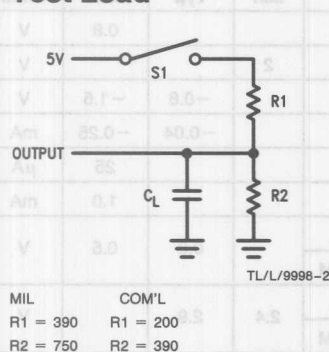 Test Load
5V
S1
R1
OUTPUT
CL
R2
TL/L/9998-2
MIL COM'L
R1 = 390 R1 = 200
R2 = 750 R2 = 390